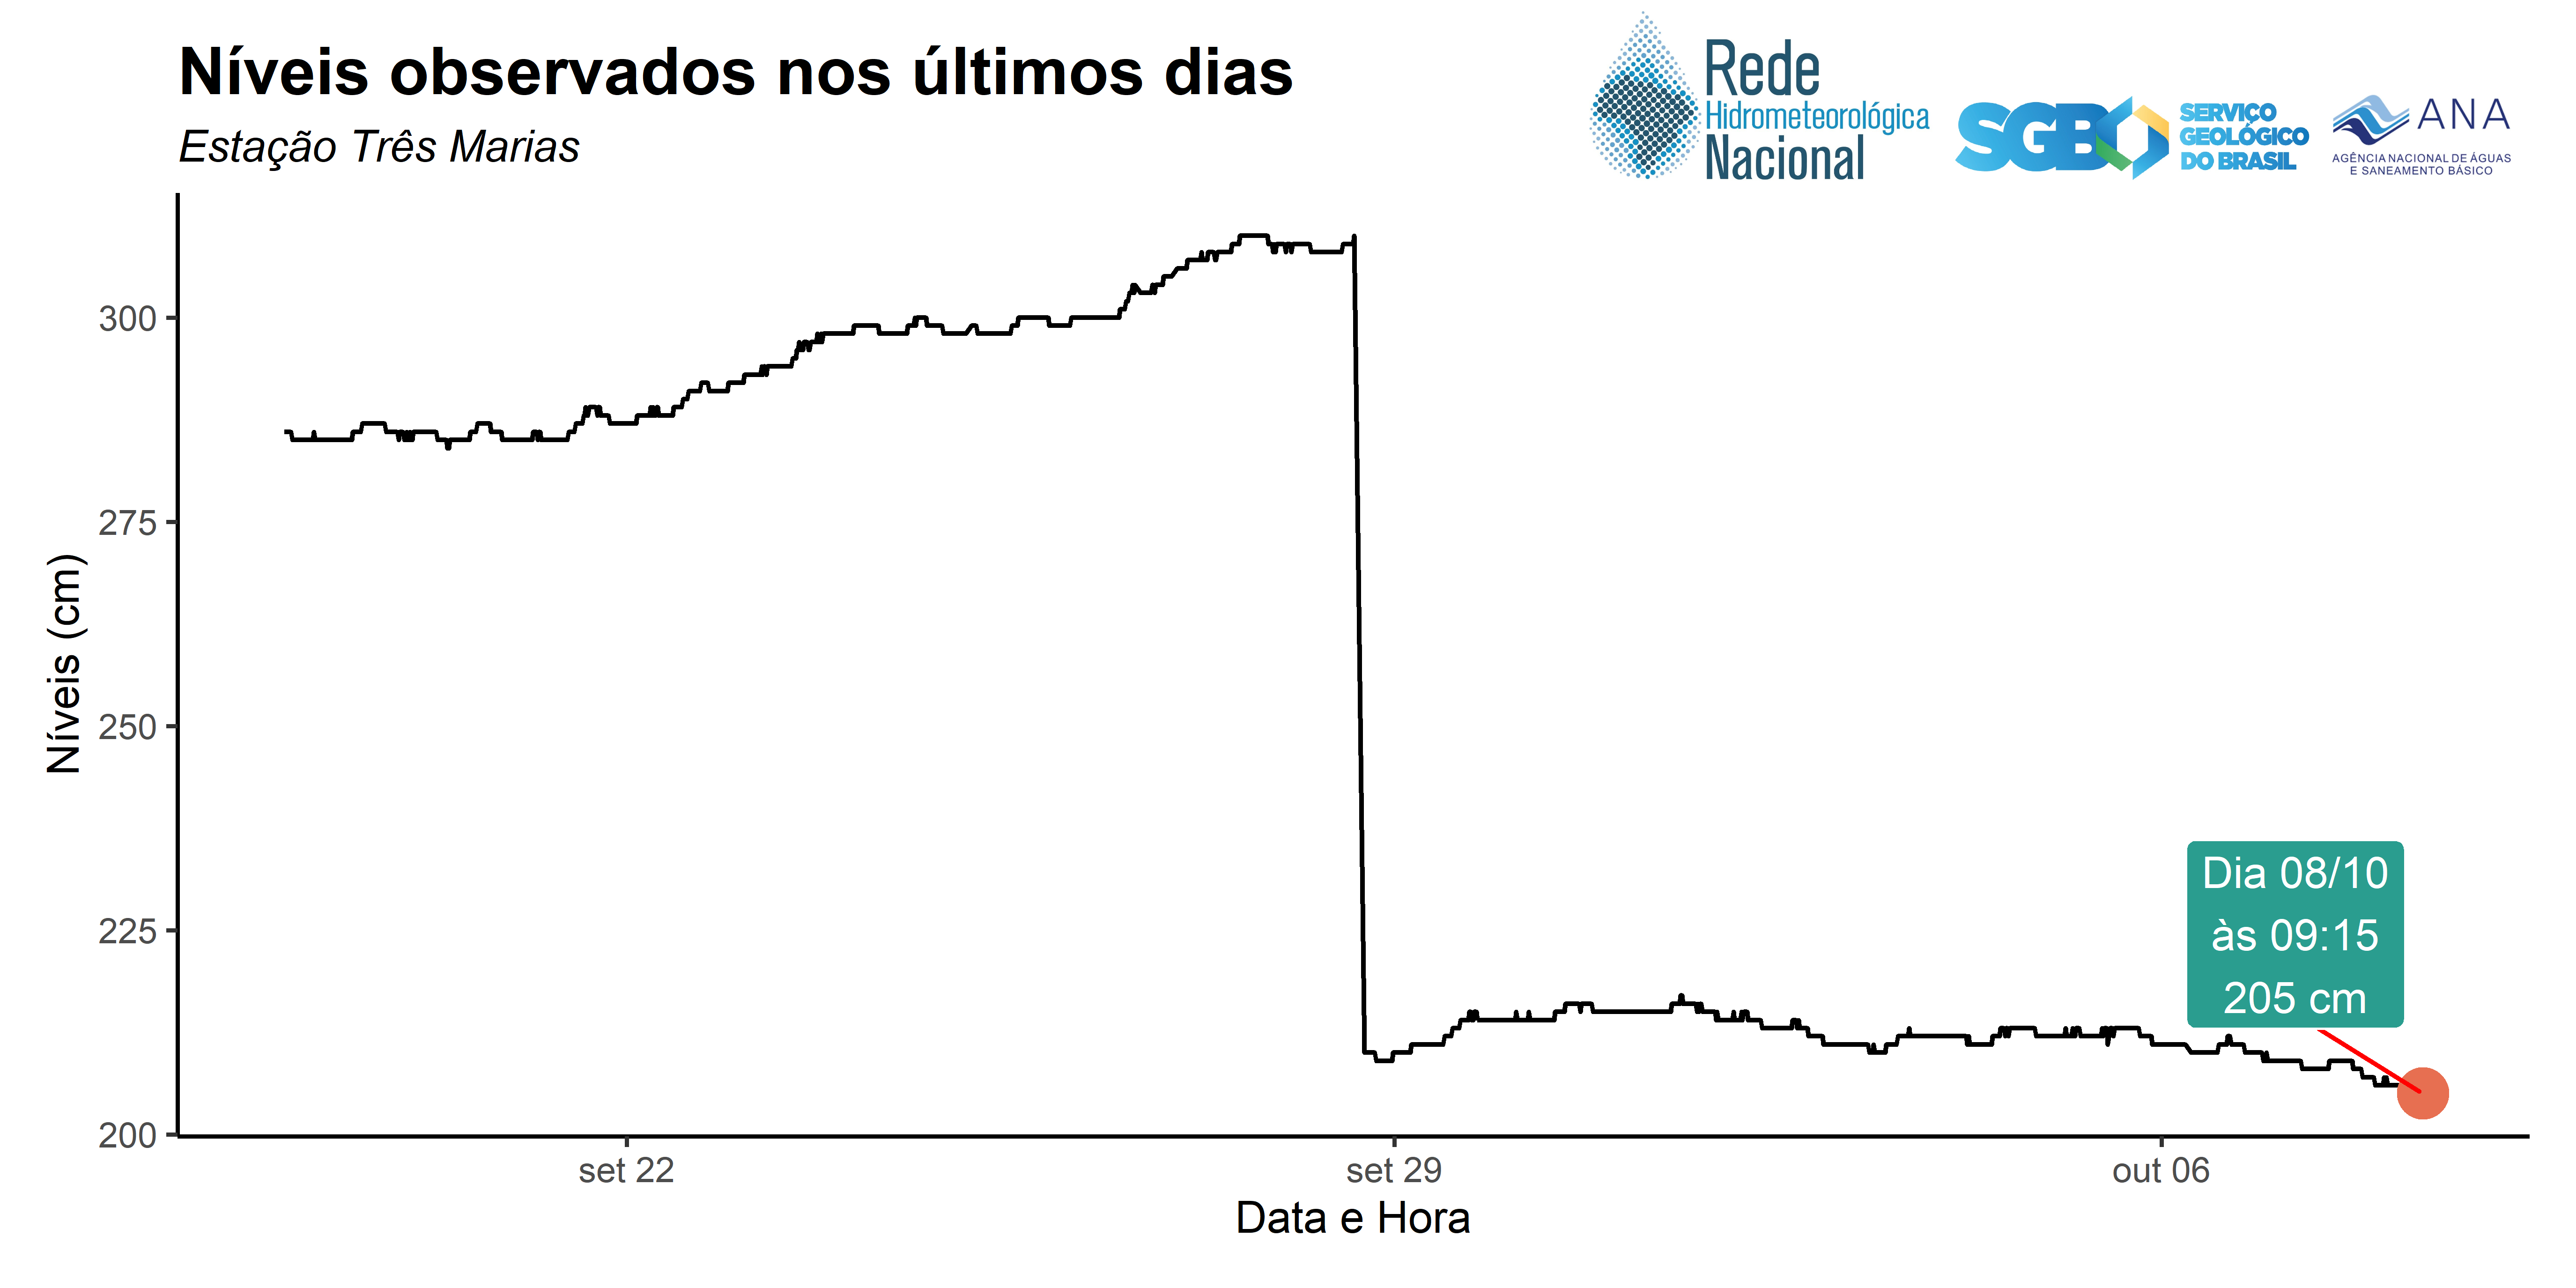 Níveis observados nos últimos dias
Estação Três Marias
Rede
Hidrometeorológica
Nacional
SGB
SERVIÇO
GEOLÓGICO
DO BRASIL
ANA
AGÊNCIA NACIONAL DE ÁGUAS
E SANEAMENTO BÁSICO
Níveis (cm)
300
275
250
225
200
Dia 08/10
às 09:15
205 cm
set 22
set 29
out 06
Data e Hora